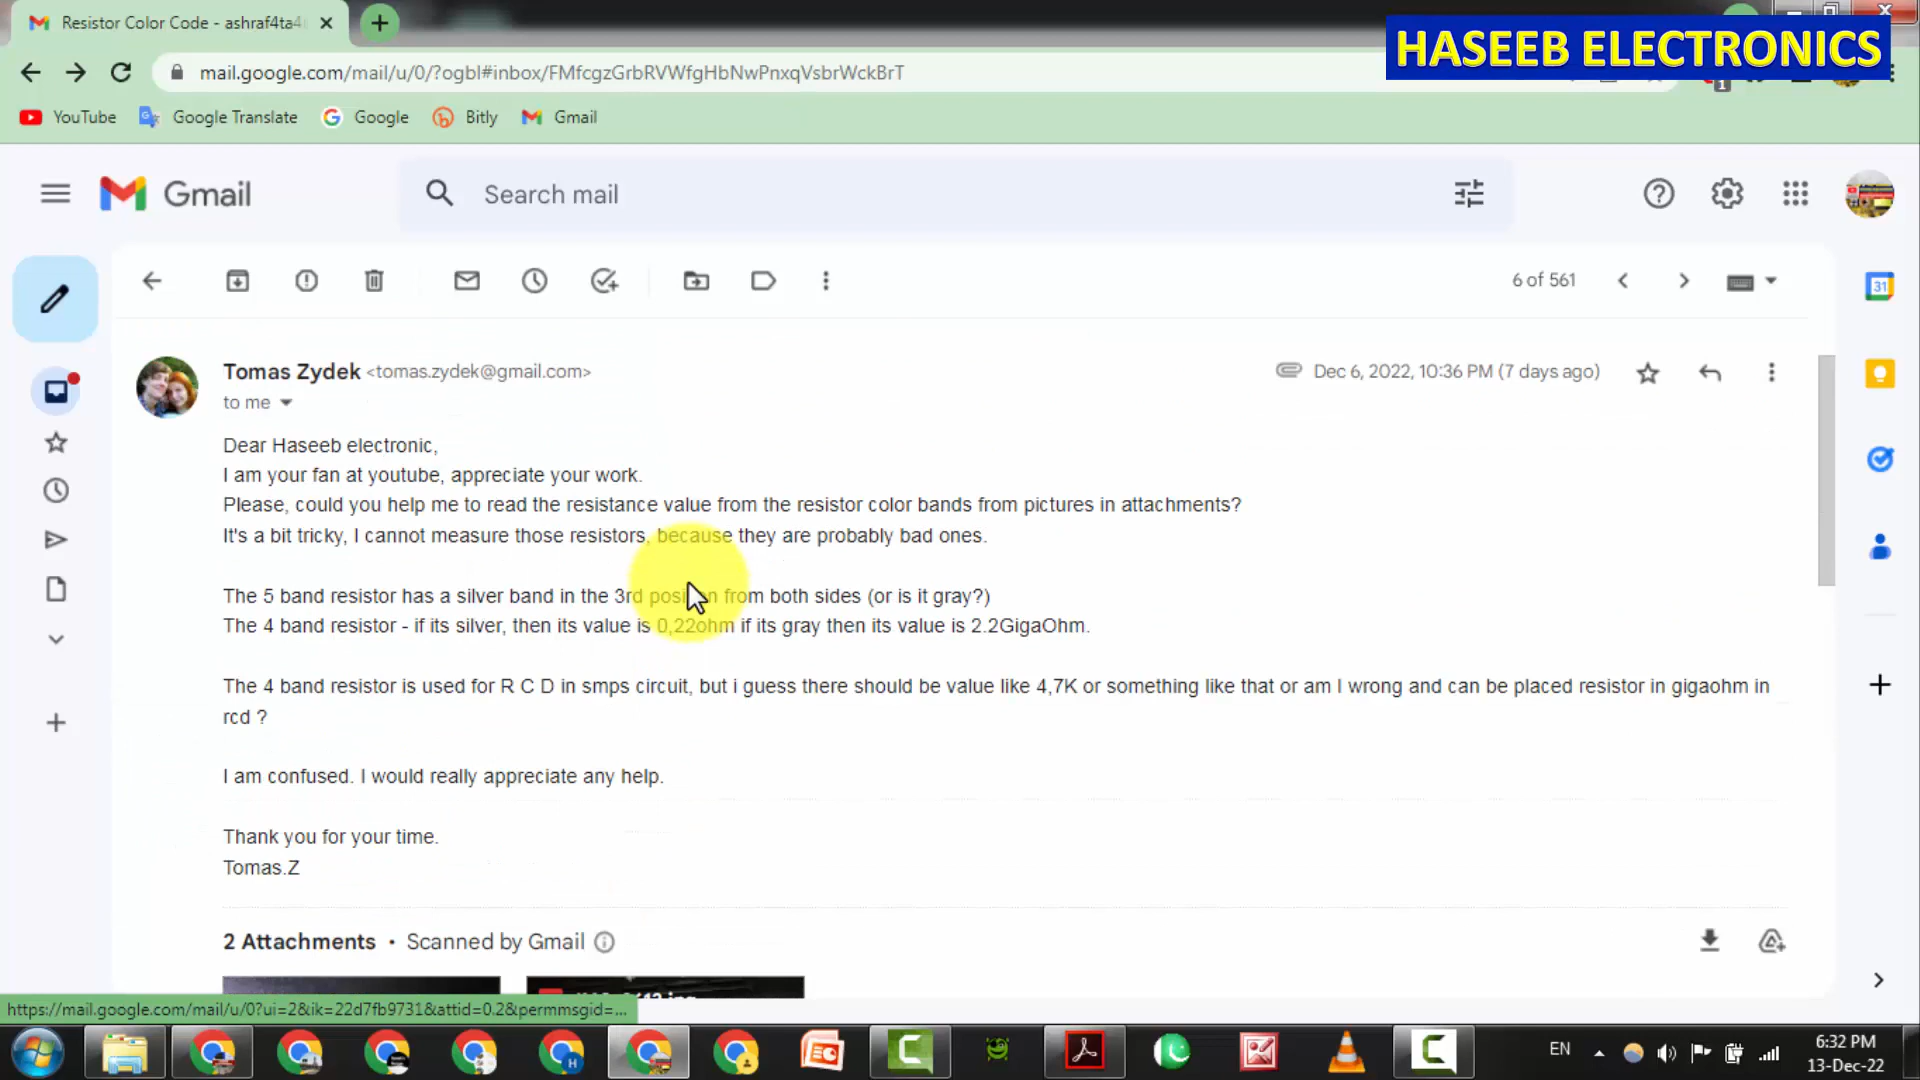 Resistor Color Code - ashraf4ta4
HASEEB ELECTRONICS
mail.google.com/mail/u/0/?ogbl#inbox/FMfcgzGrbRVWfgHbNwPnxqVsbrWckBrT
1
YouTube Google Translate Google Bitly Gmail
Gmail
Search mail
6 of 561
31
Tomas Zydek <tomas.zydek@gmail.com>
Dec 6, 2022, 10:36 PM (7 days ago)
to me
Dear Haseeb electronic,
I am your fan at youtube, appreciate your work.
Please, could you help me to read the resistance value from the resistor color bands from pictures in attachments?
It's a bit tricky, I cannot measure those resistors, because they are probably bad ones.
The 5 band resistor has a silver band in the 3rd position from both sides (or is it gray?)
The 4 band resistor - if its silver, then its value is 0,22ohm if its gray then its value is 2.2GigaOhm.
The 4 band resistor is used for R C D in smps circuit, but i guess there should be value like 4,7K or something like that or am I wrong and can be placed resistor in gigaohm in
rcd ?
I am confused. I would really appreciate any help.
Thank you for your time.
Tomas.Z
2 Attachments • Scanned by Gmail
https://mail.google.com/mail/u/0?ui=2&ik=22d7fb9731&attid=0.2&permmsgid=...
EN
6:32 PM
13-Dec-22